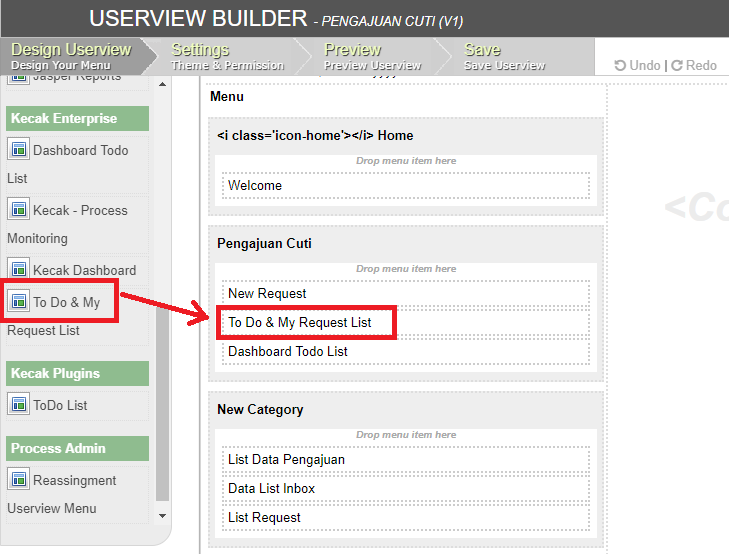 USERVIEW BUILDER - PENGAJUAN CUTI (V1)
Design Userview
Design Your Menu
Settings
Theme & Permission
Preview
Preview Userview
Save
Save Userview
Undo | Redo
Jasper Reports
Kecak Enterprise
Dashboard Todo
List
Kecak - Process
Monitoring
Kecak Dashboard
To Do & My
Request List
Kecak Plugins
ToDo List
Process Admin
Reassingment
Userview Menu
Menu
<i class='icon-home'></i> Home
Drop menu item here
Welcome
Pengajuan Cuti
Drop menu item here
New Request
To Do & My Request List
Dashboard Todo List
New Category
Drop menu item here
List Data Pengajuan
Data List Inbox
List Request